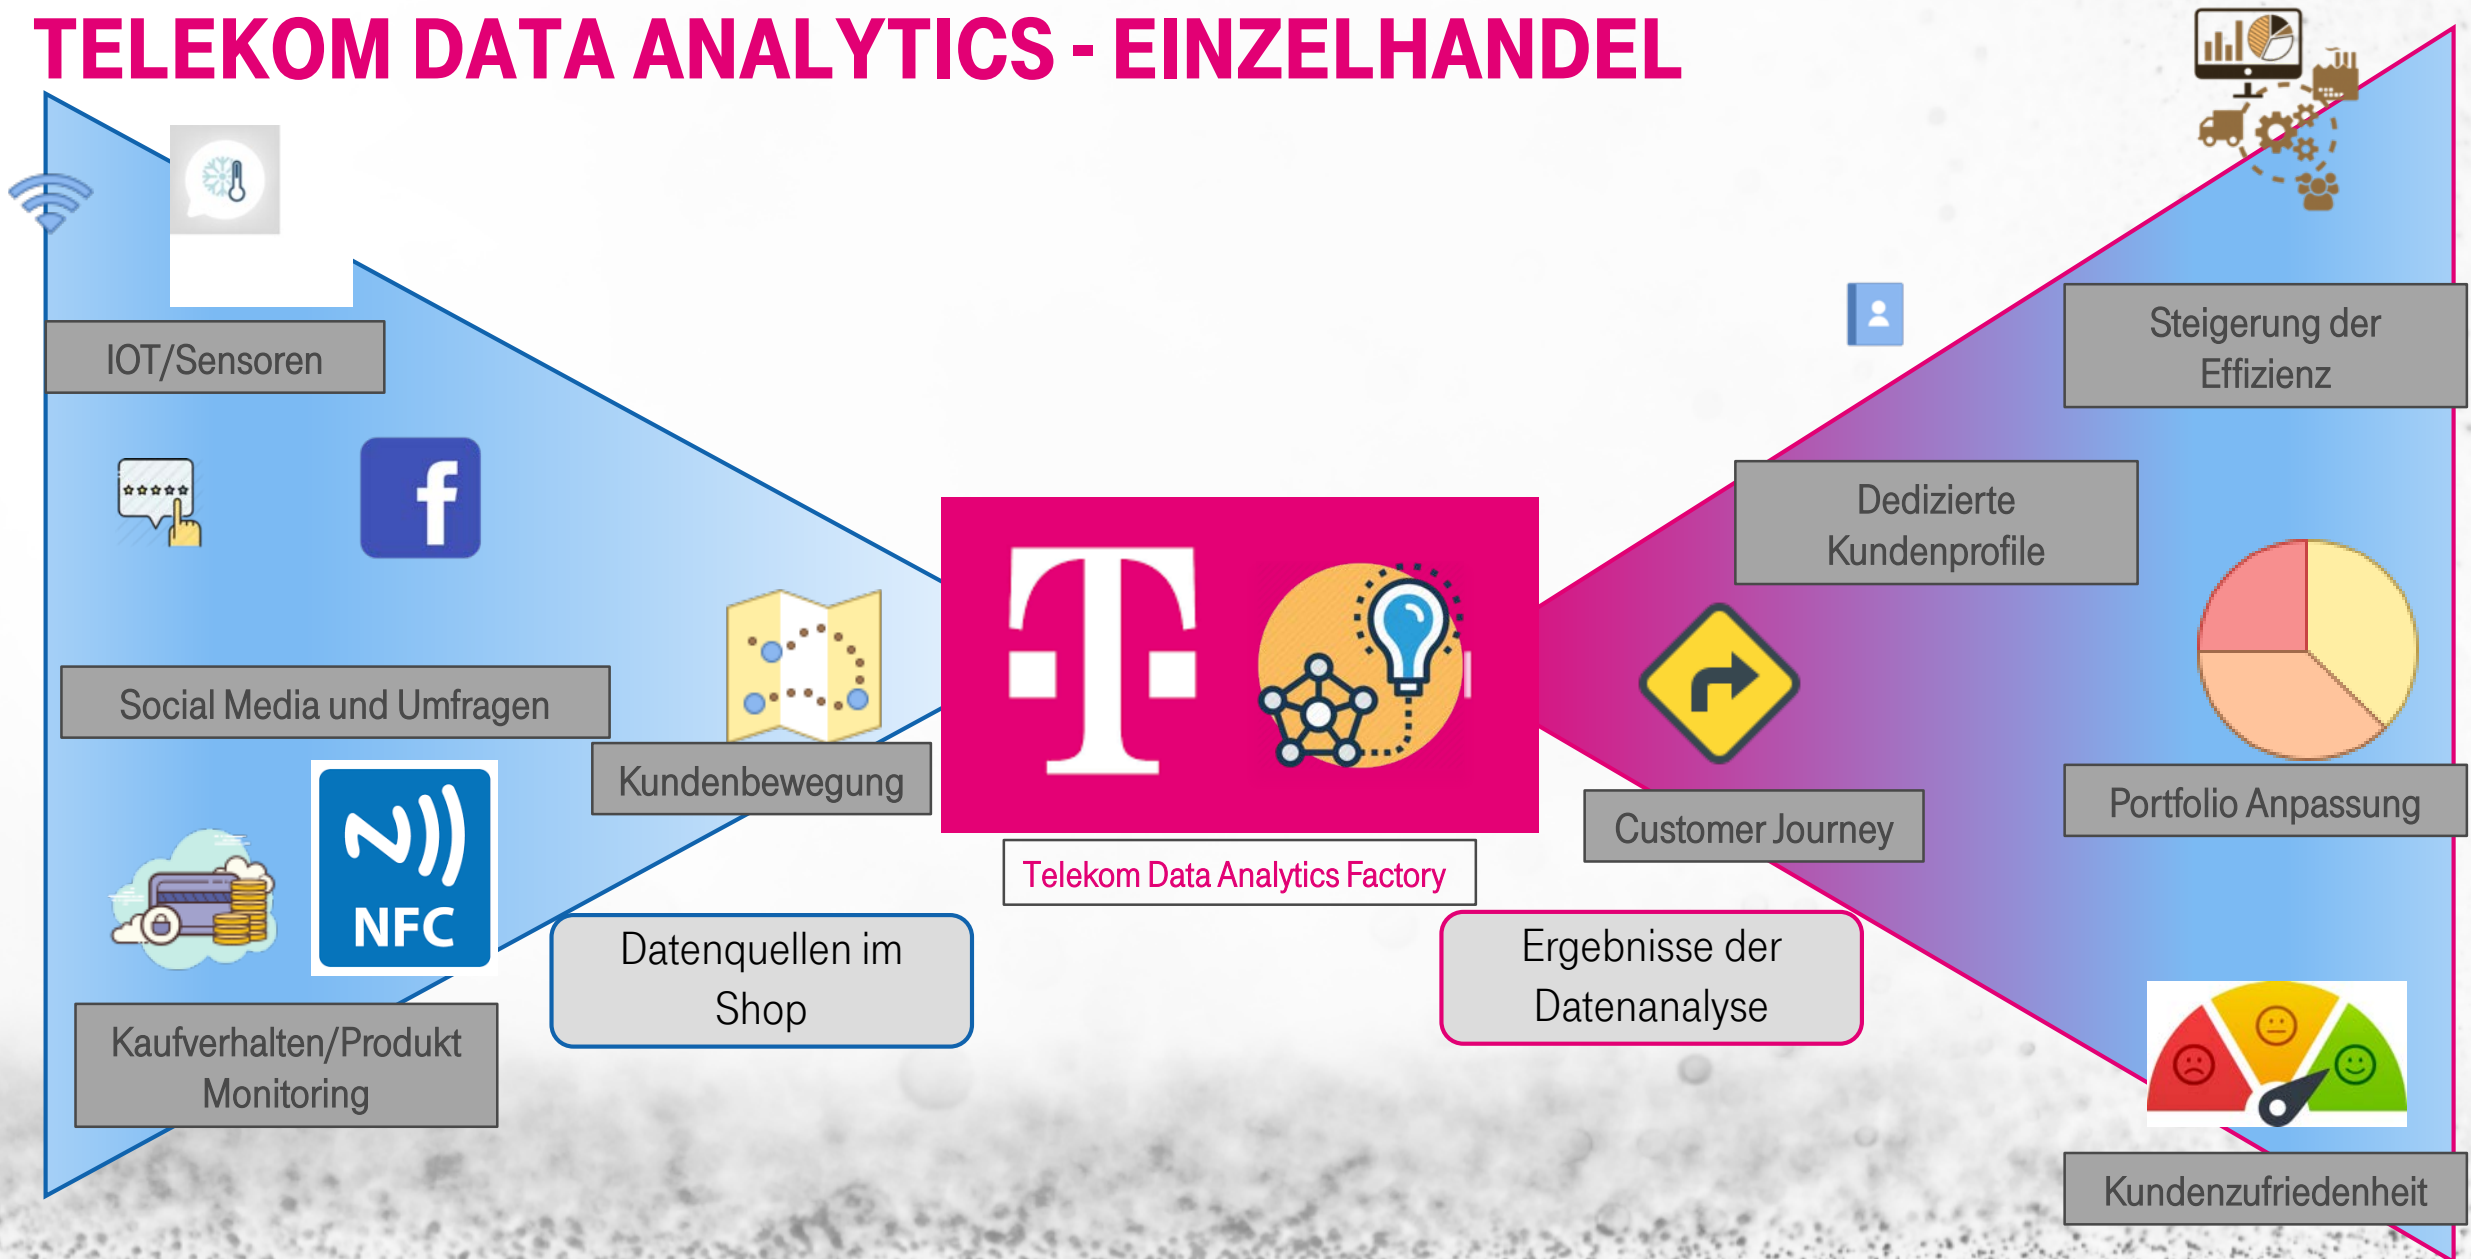 TELEKOM DATA ANALYTICS - EINZELHANDEL
IOT/Sensoren
Social Media und Umfragen
Kundenbewegung
NFC
Kaufverhalten/Produkt
Monitoring
Datenquellen im
Shop
T
Telekom Data Analytics Factory
Ergebnisse der
Datenanalyse
Customer Journey
Dedizierte
Kundenprofile
Steigerung der
Effizienz
Portfolio Anpassung
Kundenzufriedenheit
f